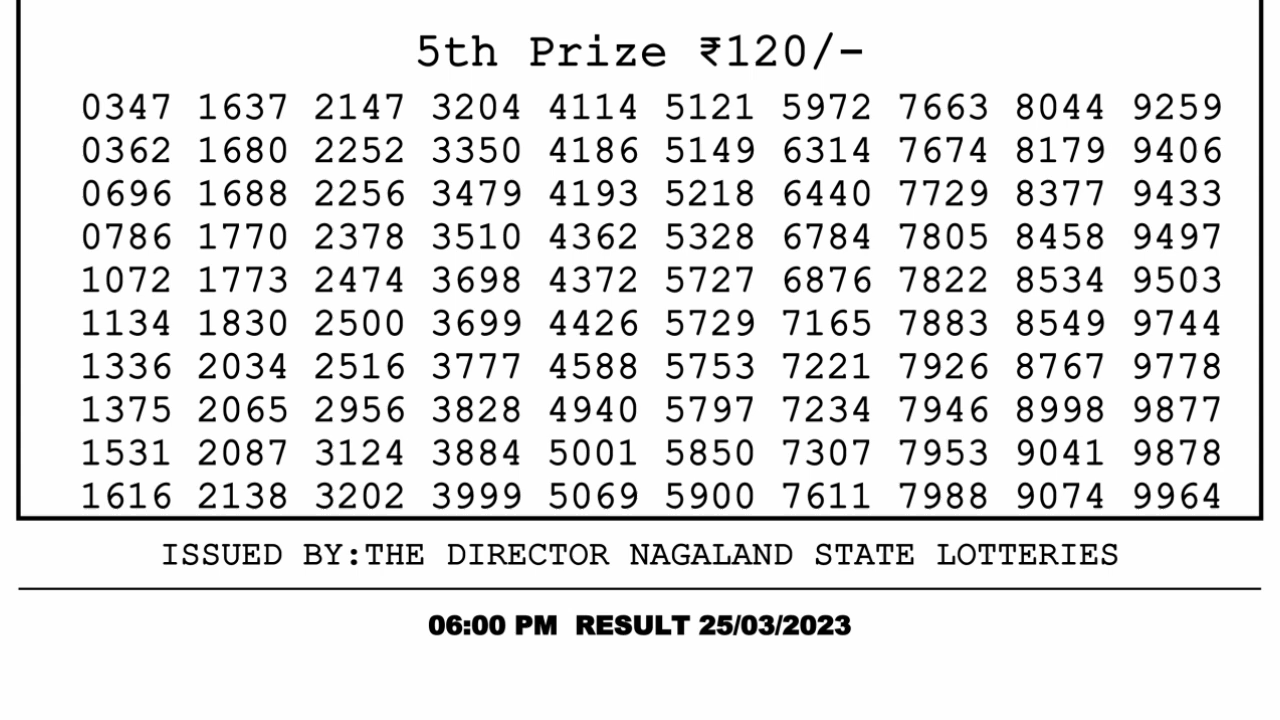 5th Prize ₹120/-
0347 1637 2147 3204 4114 5121 5972 7663 8044 9259
0362 1680 2252 3350 4186 5149 6314 7674 8179 9406
0696 1688 2256 3479 4193 5218 6440 7729 8377 9433
0786 1770 2378 3510 4362 5328 6784 7805 8458 9497
1072 1773 2474 3698 4372 5727 6876 7822 8534 9503
1134 1830 2500 3699 4426 5729 7165 7883 8549 9744
1336 2034 2516 3777 4588 5753 7221 7926 8767 9778
1375 2065 2956 3828 4940 5797 7234 7946 8998 9877
1531 2087 3124 3884 5001 5850 7307 7953 9041 9878
1616 2138 3202 3999 5069 5900 7611 7988 9074 9964
ISSUED BY:THE DIRECTOR NAGALAND STATE LOTTERIES
06:00 PM RESULT 25/03/2023